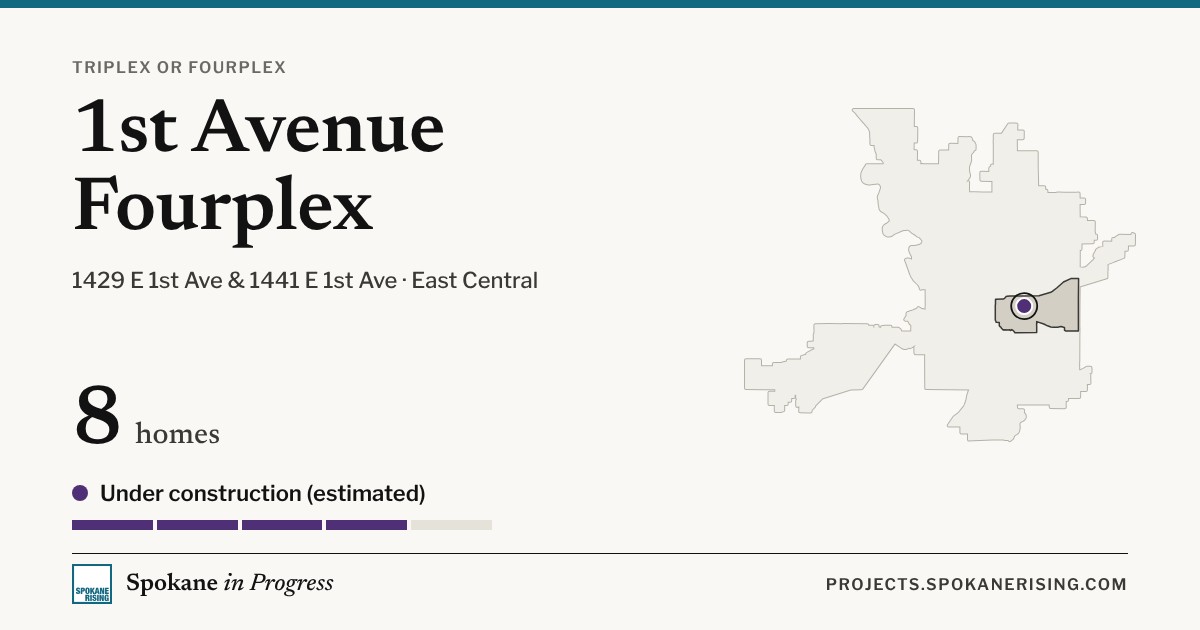 TRIPLEX OR FOURPLEX
1st Avenue
Fourplex
1429 E 1st Ave & 1441 E 1st Ave · East Central
8 homes
Under construction (estimated)
SPOKANE
RISING
Spokane in Progress
PROJECTS.SPOKANERISING.COM